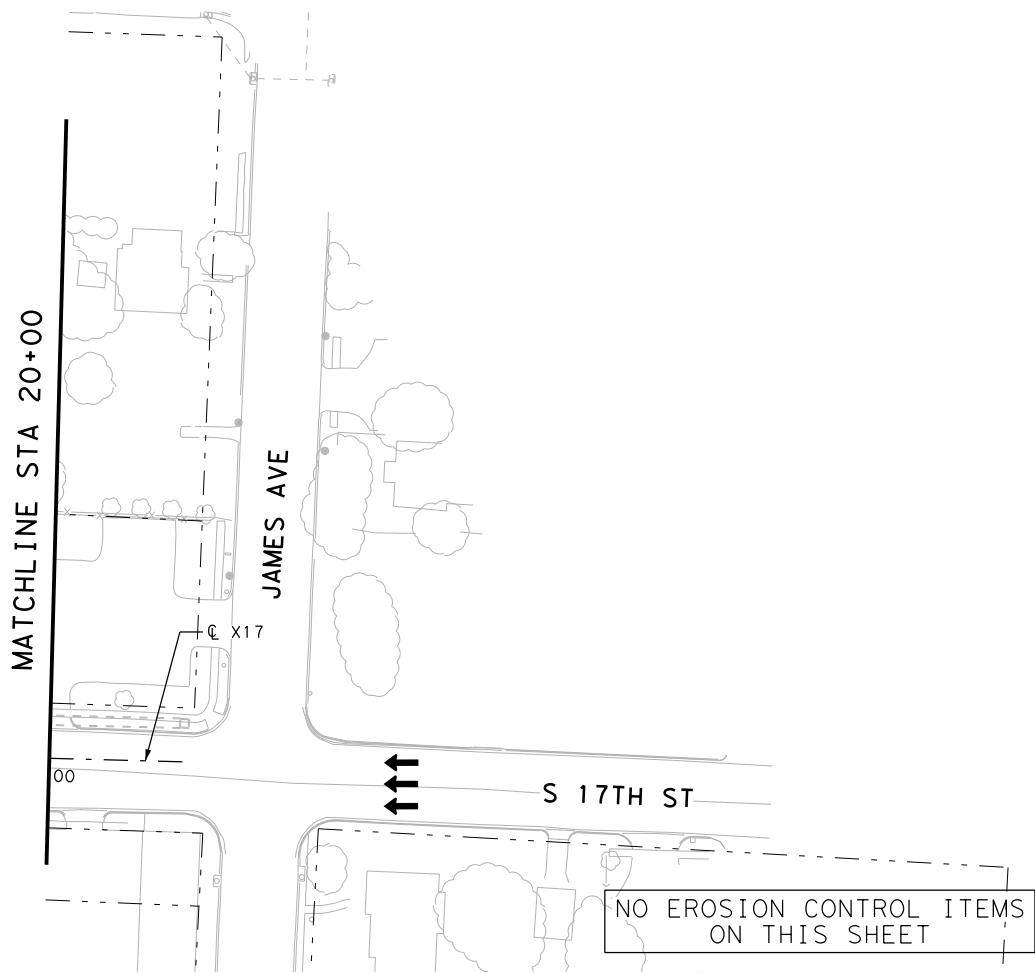 MATCHLINE STA 20+00
JAMES AVE
℄ X17
00
S 17TH ST
NO EROSION CONTROL ITEMS
ON THIS SHEET